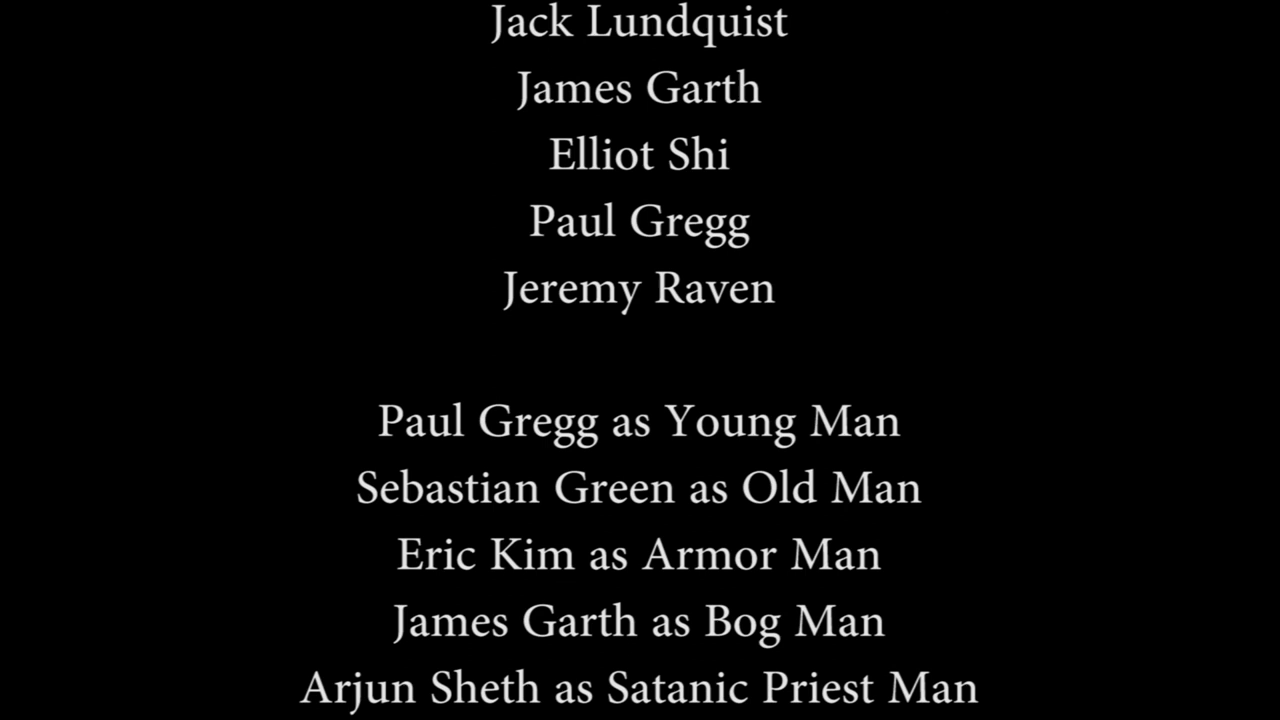 Jack Lundquist
James Garth
Elliot Shi
Paul Gregg
Jeremy Raven
Paul Gregg as Young Man
Sebastian Green as Old Man
Eric Kim as Armor Man
James Garth as Bog Man
Arjun Sheth as Satanic Priest Man